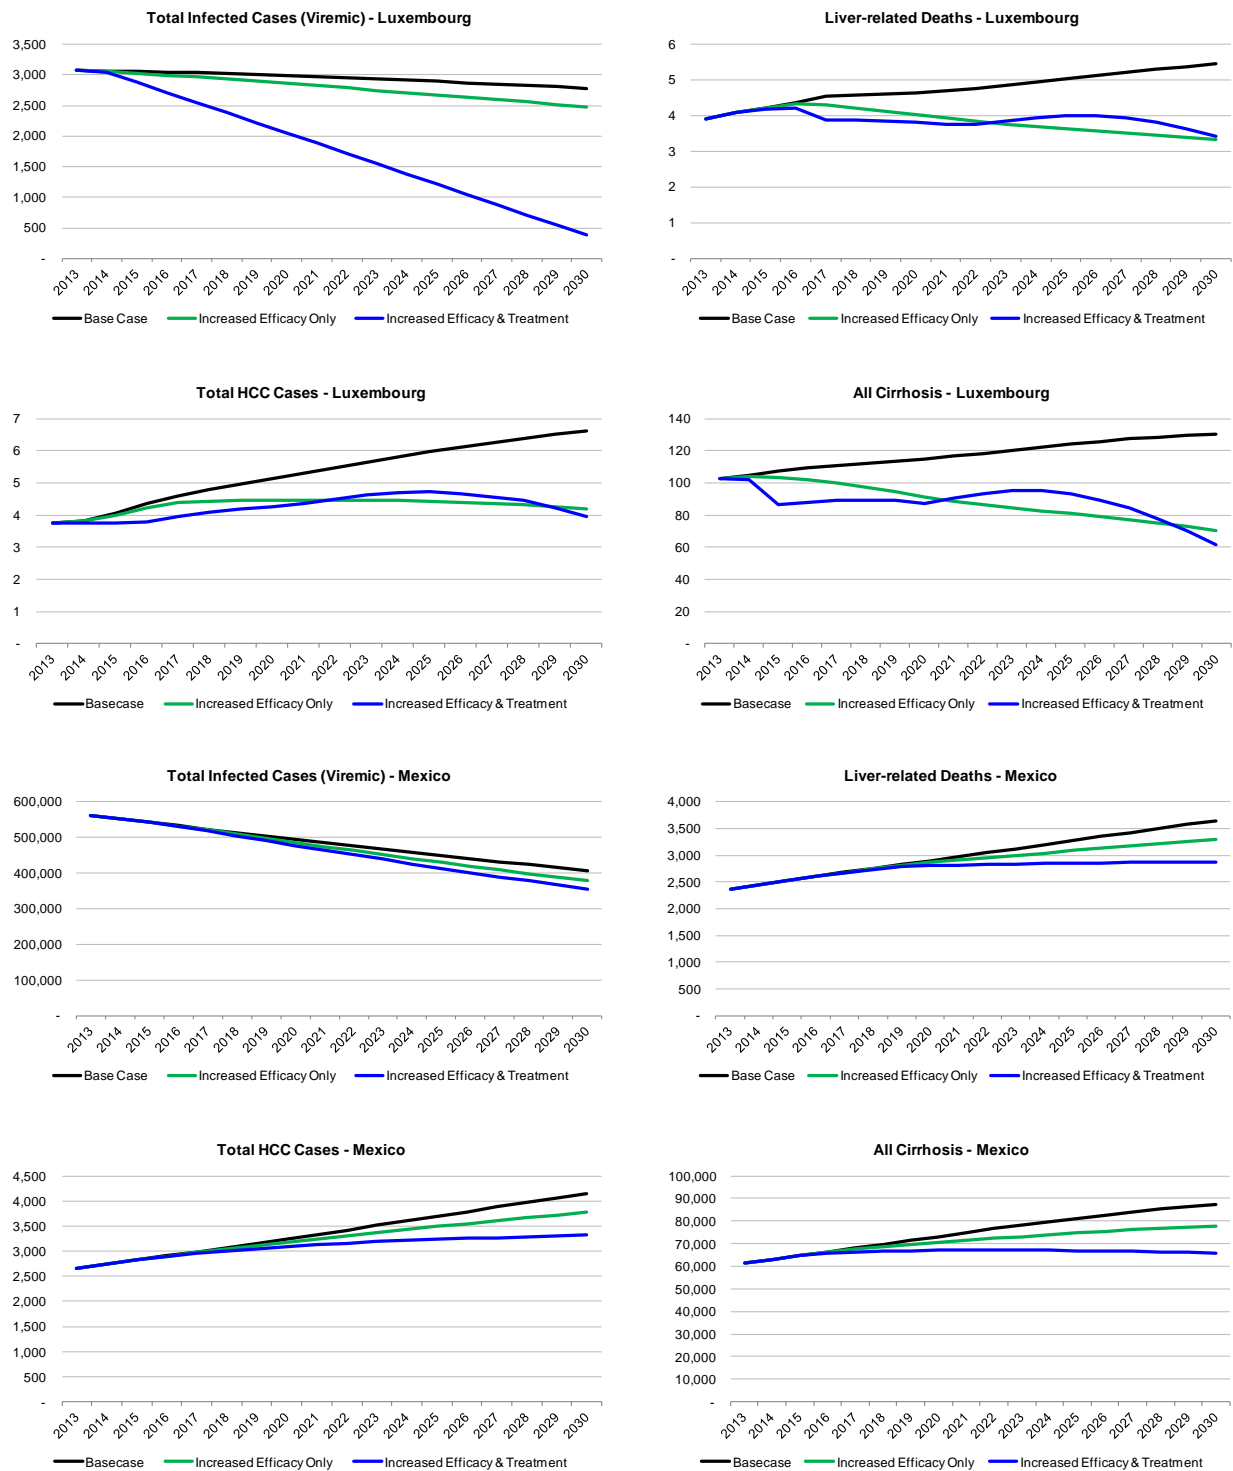 Total Infected Cases (Viremic) - Luxembourg
3,500
3,000
2,500
2,000
1,500
1,000
500
-
2013 2014 2015 2016 2017 2018 2019 2020 2021 2022 2023 2024 2025 2026 2027 2028 2029 2030
Base Case Increased Efficacy Only Increased Efficacy & Treatment
Liver-related Deaths - Luxembourg
6
5
4
3
2
1
-
2013 2014 2015 2016 2017 2018 2019 2020 2021 2022 2023 2024 2025 2026 2027 2028 2029 2030
Base Case Increased Efficacy Only Increased Efficacy & Treatment
Total HCC Cases - Luxembourg
7
6
5
4
3
2
1
-
2013 2014 2015 2016 2017 2018 2019 2020 2021 2022 2023 2024 2025 2026 2027 2028 2029 2030
Basecase Increased Efficacy Only Increased Efficacy & Treatment
All Cirrhosis - Luxembourg
140
120
100
80
60
40
20
-
2013 2014 2015 2016 2017 2018 2019 2020 2021 2022 2023 2024 2025 2026 2027 2028 2029 2030
Basecase Increased Efficacy Only Increased Efficacy & Treatment
Total Infected Cases (Viremic) - Mexico
600,000
500,000
400,000
300,000
200,000
100,000
-
2013 2014 2015 2016 2017 2018 2019 2020 2021 2022 2023 2024 2025 2026 2027 2028 2029 2030
Base Case Increased Efficacy Only Increased Efficacy & Treatment
Liver-related Deaths - Mexico
4,000
3,500
3,000
2,500
2,000
1,500
1,000
500
-
2013 2014 2015 2016 2017 2018 2019 2020 2021 2022 2023 2024 2025 2026 2027 2028 2029 2030
Base Case Increased Efficacy Only Increased Efficacy & Treatment
Total HCC Cases - Mexico
4,500
4,000
3,500
3,000
2,500
2,000
1,500
1,000
500
-
2013 2014 2015 2016 2017 2018 2019 2020 2021 2022 2023 2024 2025 2026 2027 2028 2029 2030
Basecase Increased Efficacy Only Increased Efficacy & Treatment
All Cirrhosis - Mexico
100,000
90,000
80,000
70,000
60,000
50,000
40,000
30,000
20,000
10,000
-
2013 2014 2015 2016 2017 2018 2019 2020 2021 2022 2023 2024 2025 2026 2027 2028 2029 2030
Basecase Increased Efficacy Only Increased Efficacy & Treatment